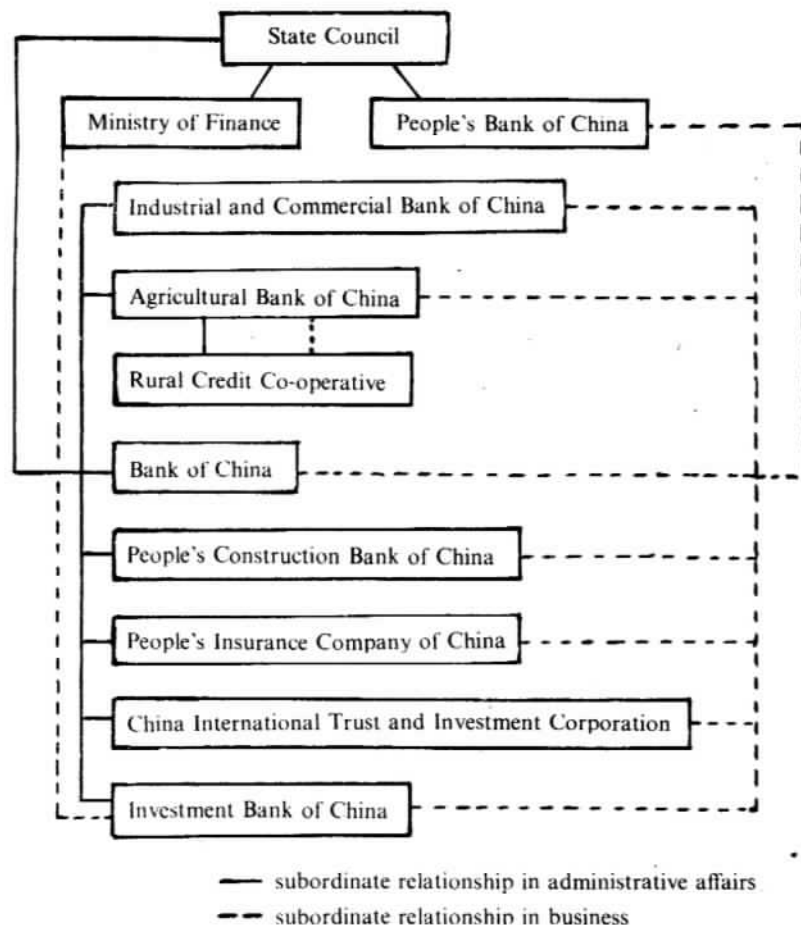 State Council
Ministry of Finance
People's Bank of China
Industrial and Commercial Bank of China
Agricultural Bank of China
Rural Credit Co-operative
Bank of China
People's Construction Bank of China
People's Insurance Company of China
China International Trust and Investment Corporation
Investment Bank of China
subordinate relationship in administrative affairs
subordinate relationship in business